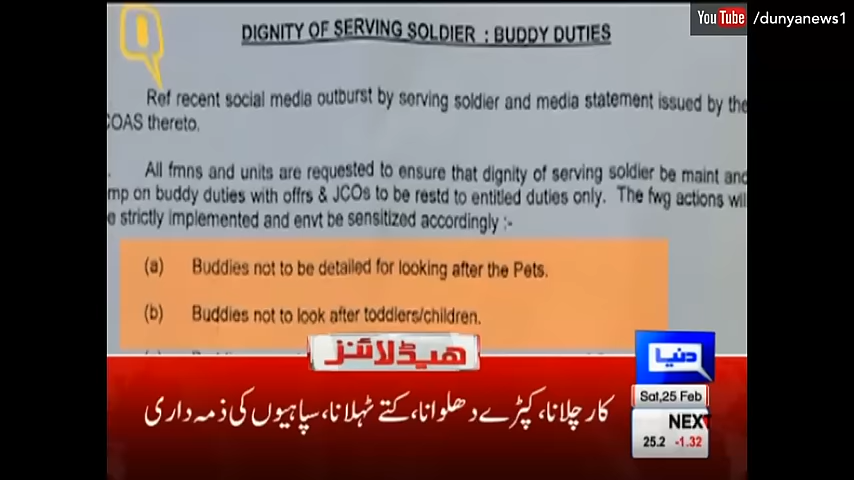 YouTube /dunyanews1
DIGNITY OF SERVING SOLDIER : BUDDY DUTIES
Ref recent social media outburst by serving soldier and media statement issued by the
COAS thereto.
. All fmns and units are requested to ensure that dignity of serving soldier be maint and
mp on buddy duties with offrs & JCOs to be restd to entitled duties only. The fwg actions wil
e strictly implemented and envt be sensitized accordingly :-
(a) Buddies not to be detailed for looking after the Pets.
(b) Buddies not to look after toddlers/children.
ھیڈلائنز
دنیا
Sat,25 Feb
کار چلانا، کپڑے دھلوانا، کتے ٹہلانا، سپاہیوں کی ذمہ داری
NEXT
25.2 -1.32